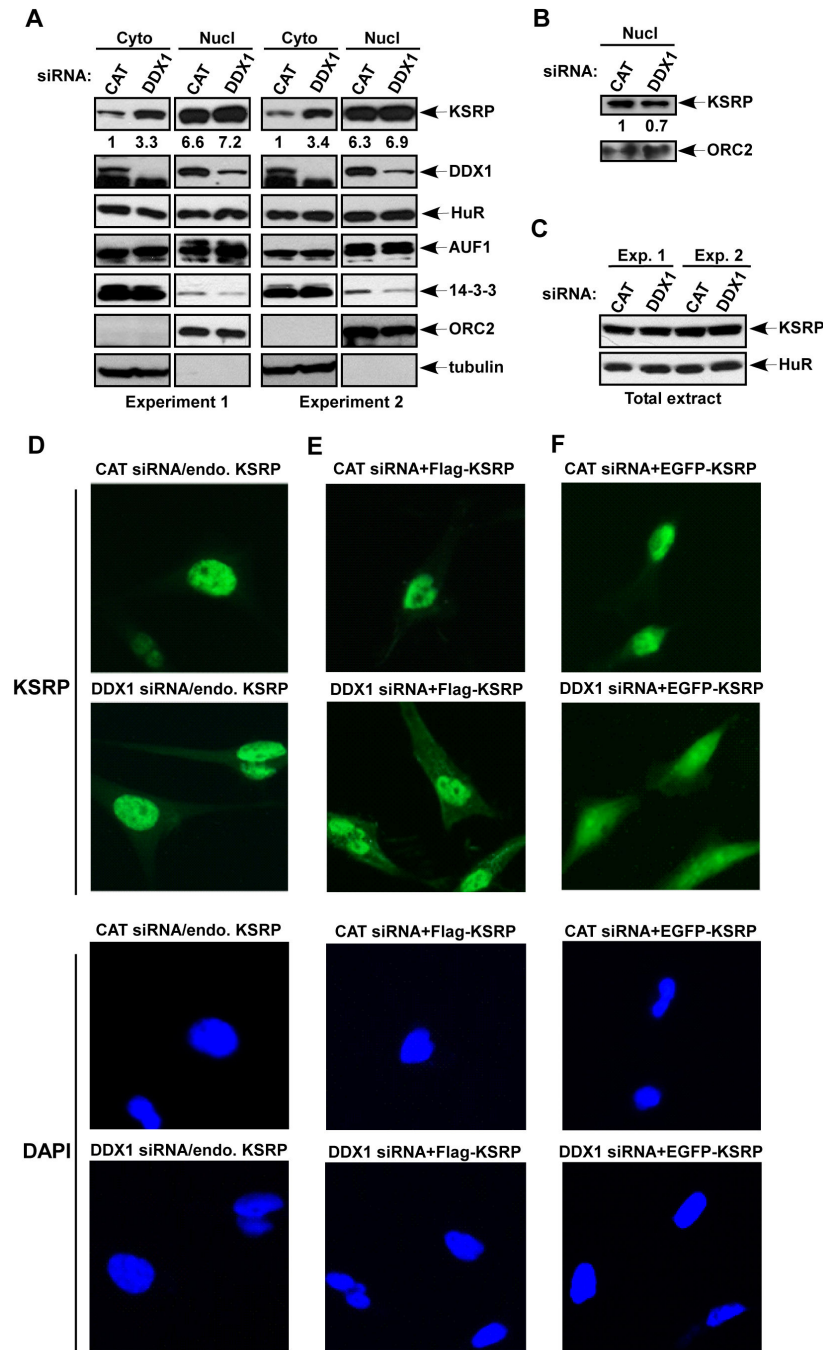 A
Cyto Nucl Cyto Nucl
siRNA: CAT DDX1 CAT DDX1 CAT DDX1 CAT DDX1
KSRP
1 3.3 6.6 7.2 1 3.4 6.3 6.9
DDX1
HuR
AUF1
14-3-3
ORC2
tubulin
Experiment 1 Experiment 2
B
Nucl
siRNA: CAT DDX1
KSRP
1 0.7
ORC2
C
Exp. 1 Exp. 2
siRNA: CAT DDX1 CAT DDX1
KSRP
HuR
Total extract
D E F
CAT siRNA/endo. KSRP CAT siRNA+Flag-KSRP CAT siRNA+EGFP-KSRP
KSRP
DDX1 siRNA/endo. KSRP DDX1 siRNA+Flag-KSRP DDX1 siRNA+EGFP-KSRP
CAT siRNA/endo. KSRP CAT siRNA+Flag-KSRP CAT siRNA+EGFP-KSRP
DAPI
DDX1 siRNA/endo. KSRP DDX1 siRNA+Flag-KSRP DDX1 siRNA+EGFP-KSRP